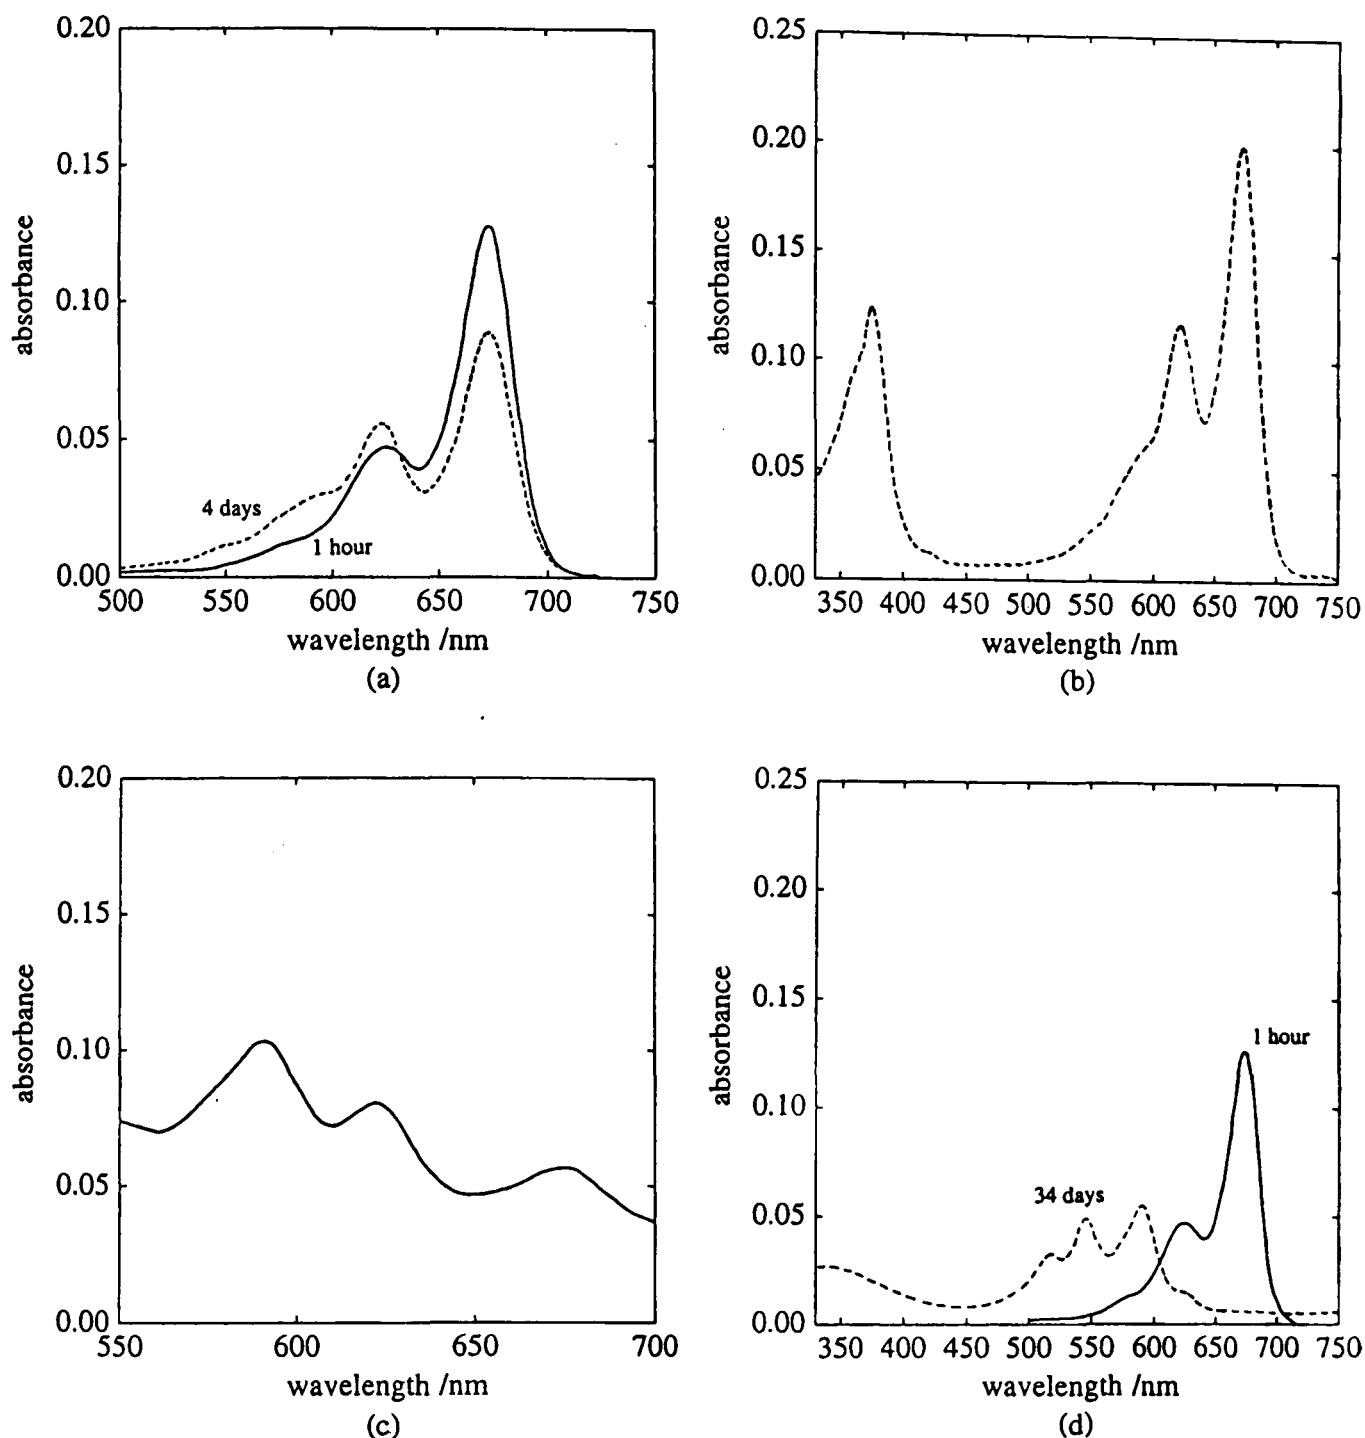 0.20
0.15
0.10
0.05
0.00
absorbance
4 days
1 hour
500 550 600 650 700 750
wavelength /nm
(a)
0.25
0.20
0.15
0.10
0.05
0.00
absorbance
350 400 450 500 550 600 650 700 750
wavelength /nm
(b)
0.20
0.15
0.10
0.05
0.00
absorbance
550 600 650 700
wavelength /nm
(c)
0.25
0.20
0.15
0.10
0.05
0.00
absorbance
1 hour
34 days
350 400 450 500 550 600 650 700 750
wavelength /nm
(d)